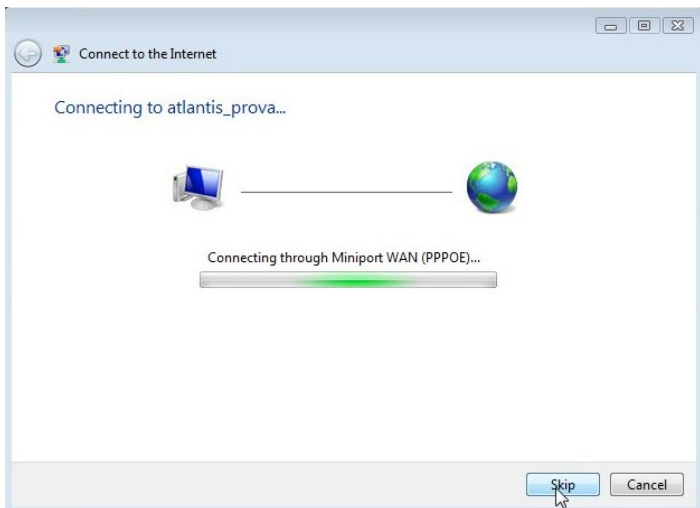 Connect to the Internet
Connecting to atlantis_prova...
Connecting through Miniport WAN (PPPOE)...
Skip
Cancel